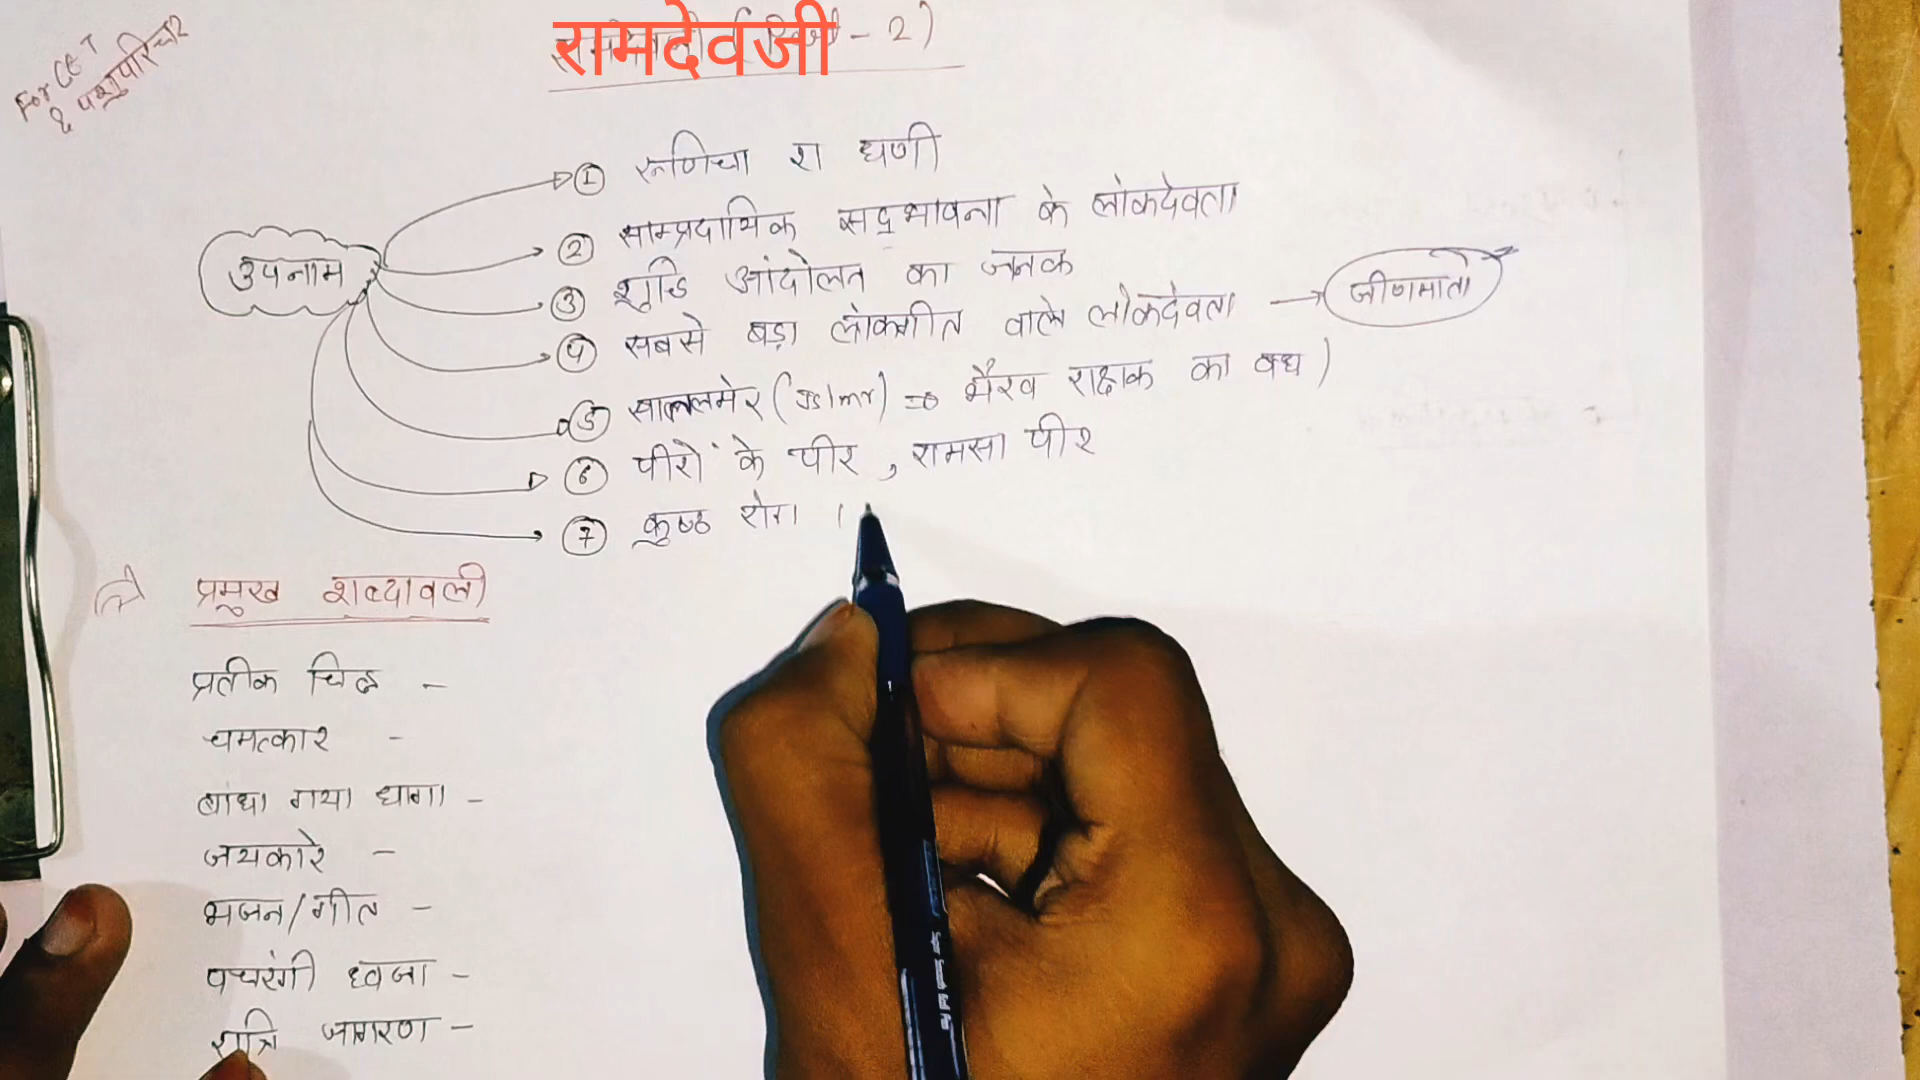 For CET
& पशुपरिचर
रामदेवजी - 2)
① रूणिचा रा धणी
② साम्प्रदायिक सद्भावना के लोकदेवता
उपनाम
③ शुद्धि आंदोलन का जनक
④ सबसे बड़ा लोकगीत वाले लोकदेवता → जीणमाता
⑤ सातलमेर (Jslmr) ⇒ भैरव राक्षक का वध )
⑥ पीरों के पीर , रामसा पीर
⑦ कुष्ठ रोग
प्रमुख शब्दावली
प्रतीक चिह्न -
चमत्कार -
बांधा गया धागा -
जयकारे -
भजन/गीत -
पचरंगी ध्वजा -
रात्रि जागरण -